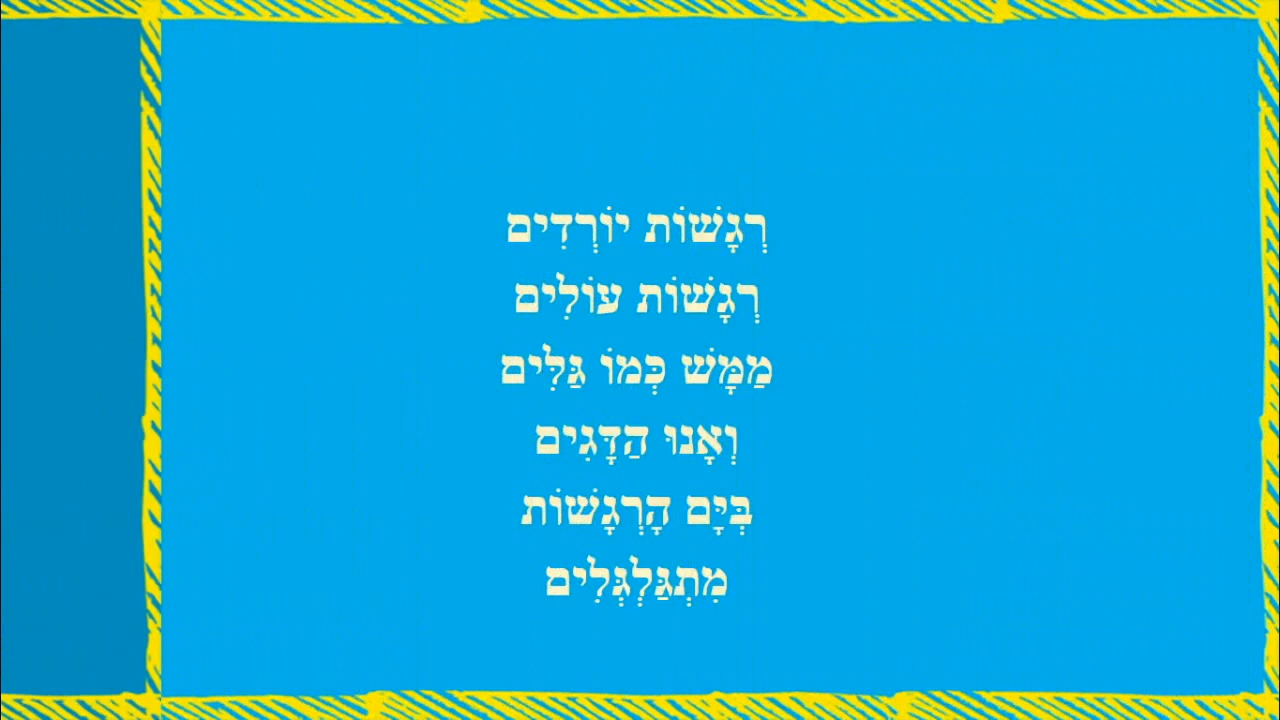 רְגָשׁוֹת יוֹרְדִים
רְגָשׁוֹת עוֹלִים
מַמָּשׁ כְּמוֹ גַּלִּים
וְאָנוּ הַדָּגִים
בְּיָּם הָרְגָשׁוֹת
מִתְגַּלְגְּלִים